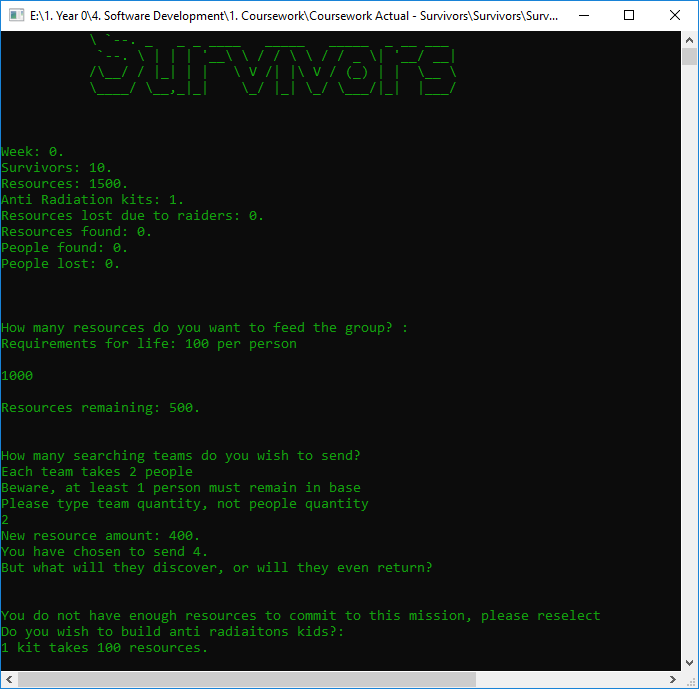 E:\1. Year 0\4. Software Development\1. Coursework\Coursework Actual - Survivors\Survivors\Surv...
Survivors
Week: 0.
Survivors: 10.
Resources: 1500.
Anti Radiation kits: 1.
Resources lost due to raiders: 0.
Resources found: 0.
People found: 0.
People lost: 0.
How many resources do you want to feed the group? :
Requirements for life: 100 per person
1000
Resources remaining: 500.
How many searching teams do you wish to send?
Each team takes 2 people
Beware, at least 1 person must remain in base
Please type team quantity, not people quantity
2
New resource amount: 400.
You have chosen to send 4.
But what will they discover, or will they even return?
You do not have enough resources to commit to this mission, please reselect
Do you wish to build anti radiaitons kids?:
1 kit takes 100 resources.